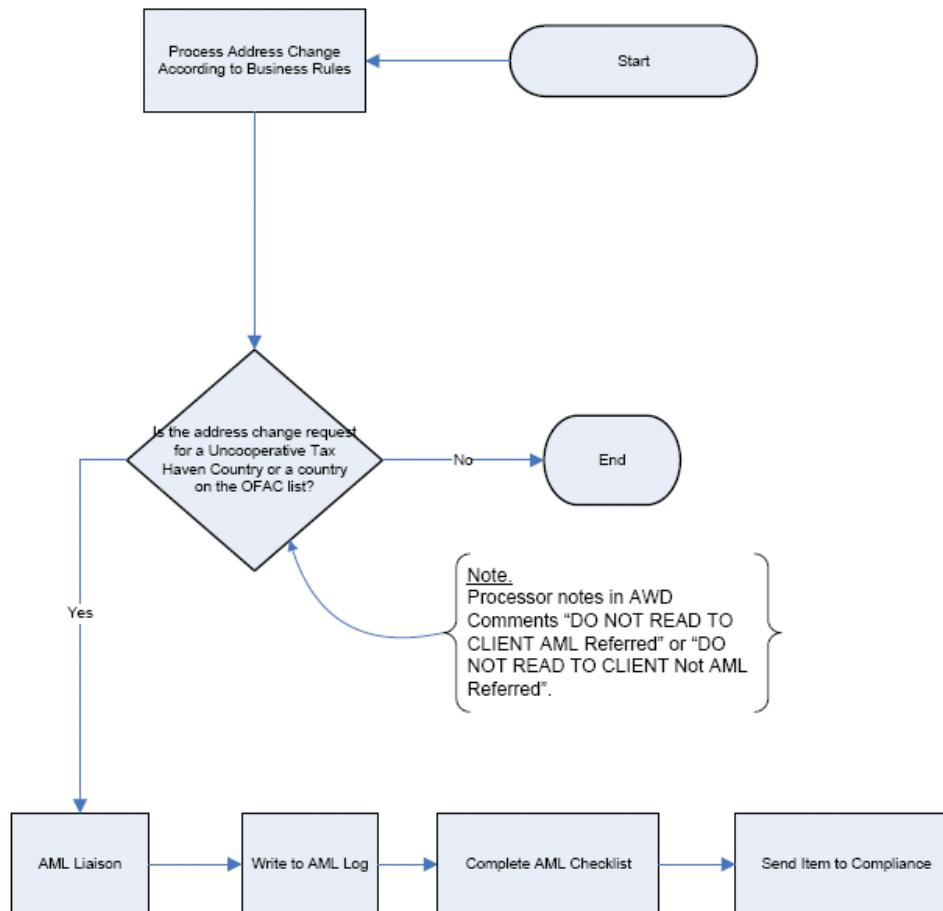 Start
Process Address Change
According to Business Rules
Is the address change request
for a Uncooperative Tax
Haven Country or a country
on the OFAC list?
No
End
Note.
Processor notes in AWD
Comments “DO NOT READ TO
CLIENT AML Referred” or “DO
NOT READ TO CLIENT Not AML
Referred”.
Yes
AML Liaison
Write to AML Log
Complete AML Checklist
Send Item to Compliance